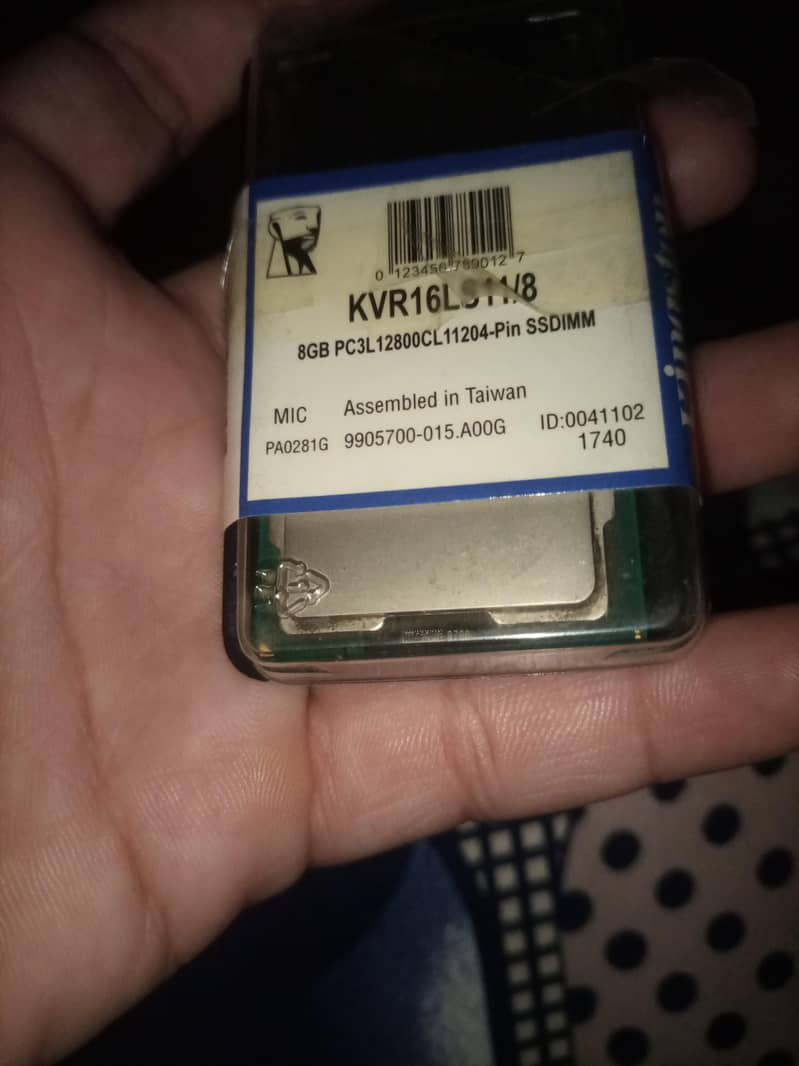 0 123456 789012 7
KVR16LS11/8
8GB PC3L12800CL11204-Pin SSDIMM
MIC Assembled in Taiwan
PA0281G 9905700-015.A00G ID:0041102
1740
Kingston